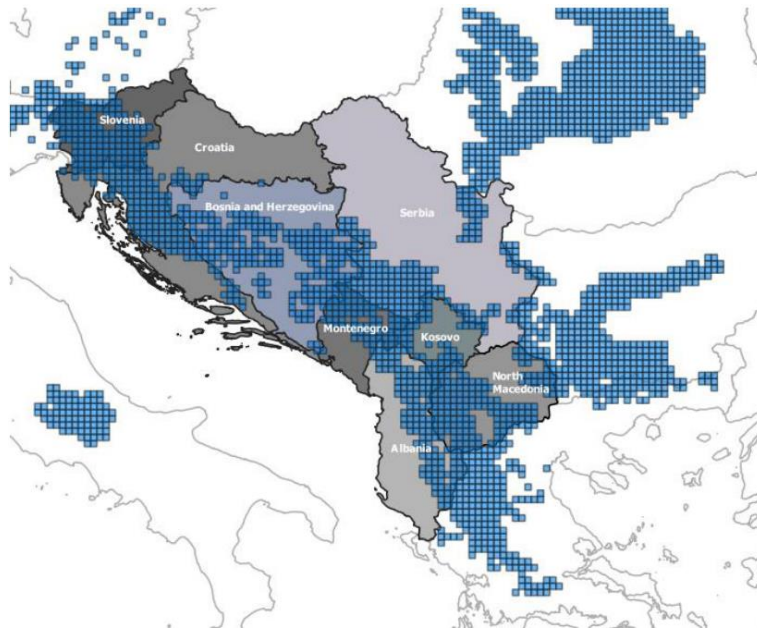 Slovenia
Croatia
Bosnia and Herzegovina
Serbia
Montenegro
Kosovo
North
Macedonia
Albania